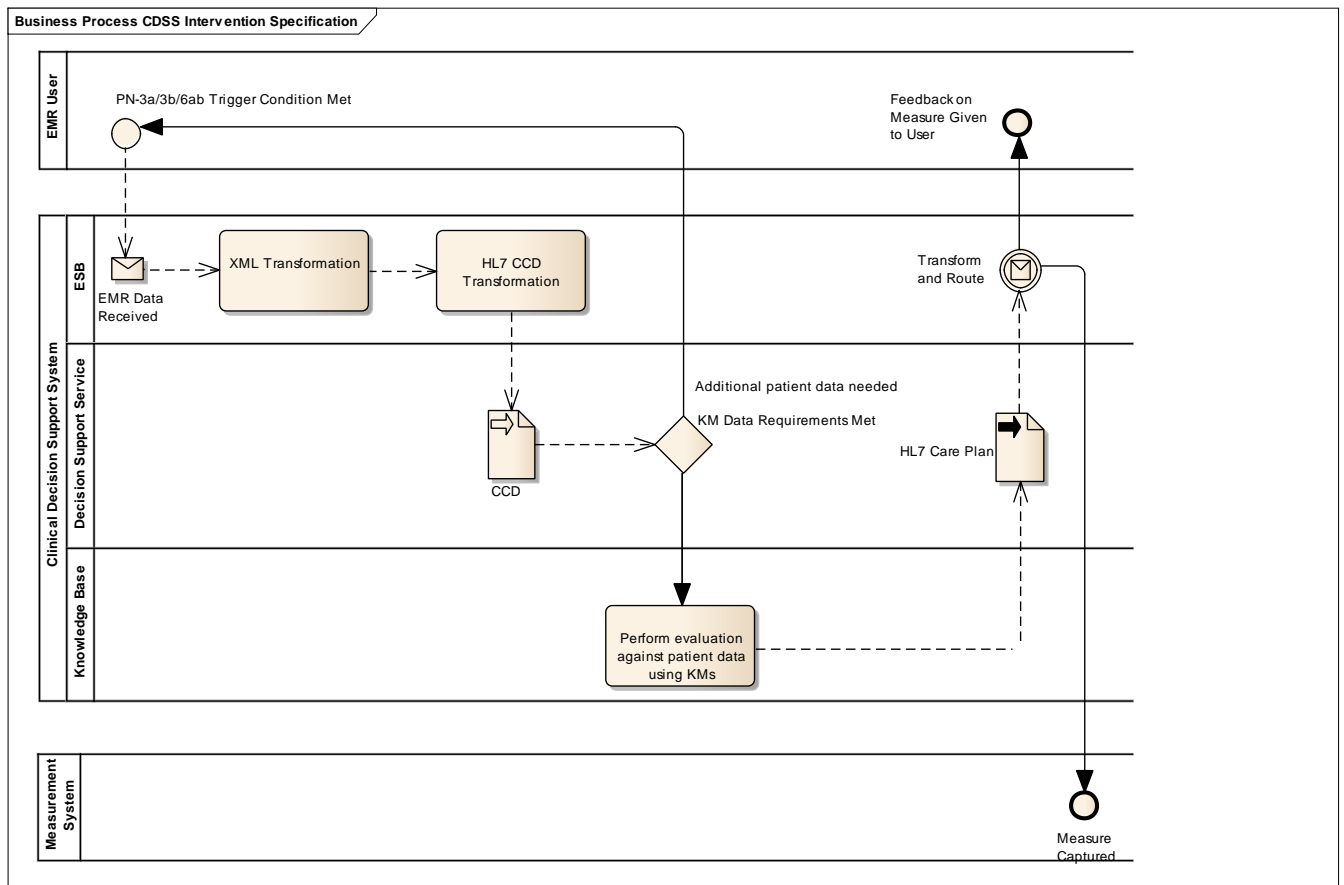 Business Process CDSS Intervention Specification
EMR User
PN-3a/3b/6ab Trigger Condition Met
Feedback on
Measure Given
to User
Clinical Decision Support System
ESB
EMR Data
Received
XML Transformation
HL7 CCD
Transformation
Transform
and Route
Decision Support Service
CCD
Additional patient data needed
KM Data Requirements Met
HL7 Care Plan
Knowledge Base
Perform evaluation
against patient data
using KMs
Measurement
System
Measure
Captured